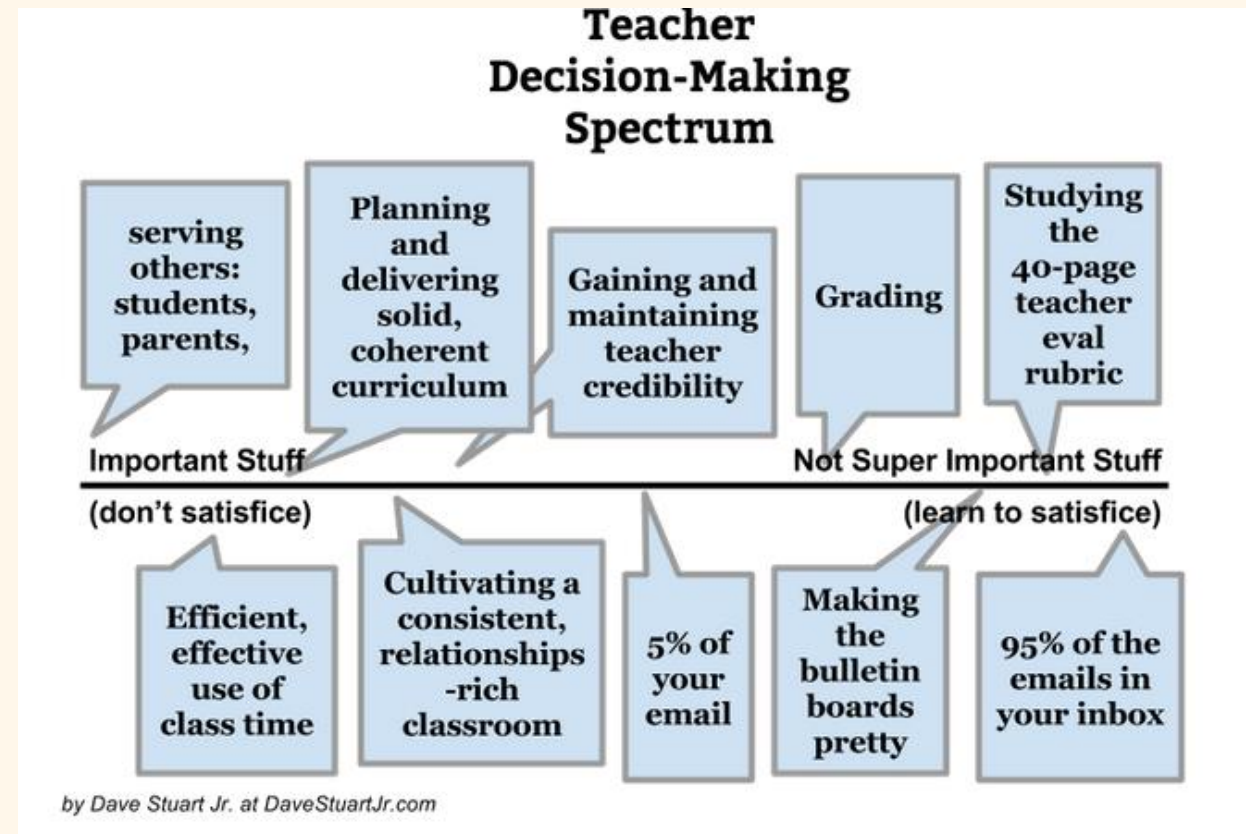 Teacher
Decision-Making
Spectrum
serving
others:
students,
parents,
Planning
and
delivering
solid,
coherent
curriculum
Gaining and
maintaining
teacher
credibility
Grading
Studying
the
40-page
teacher
eval
rubric
Important Stuff
Not Super Important Stuff
(don't satisfice)
(learn to satisfice)
Efficient,
effective
use of
class time
Cultivating a
consistent,
relationships
-rich
classroom
5% of
your
email
Making
the
bulletin
boards
pretty
95% of the
emails in
your inbox
by Dave Stuart Jr. at DaveStuartJr.com